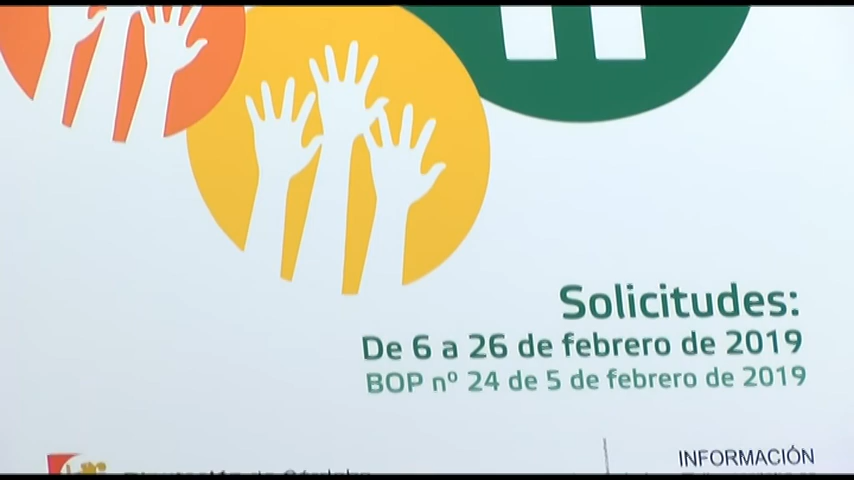 Solicitudes:
De 6 a 26 de febrero de 2019
BOP nº 24 de 5 de febrero de 2019
INFORMACIÓN